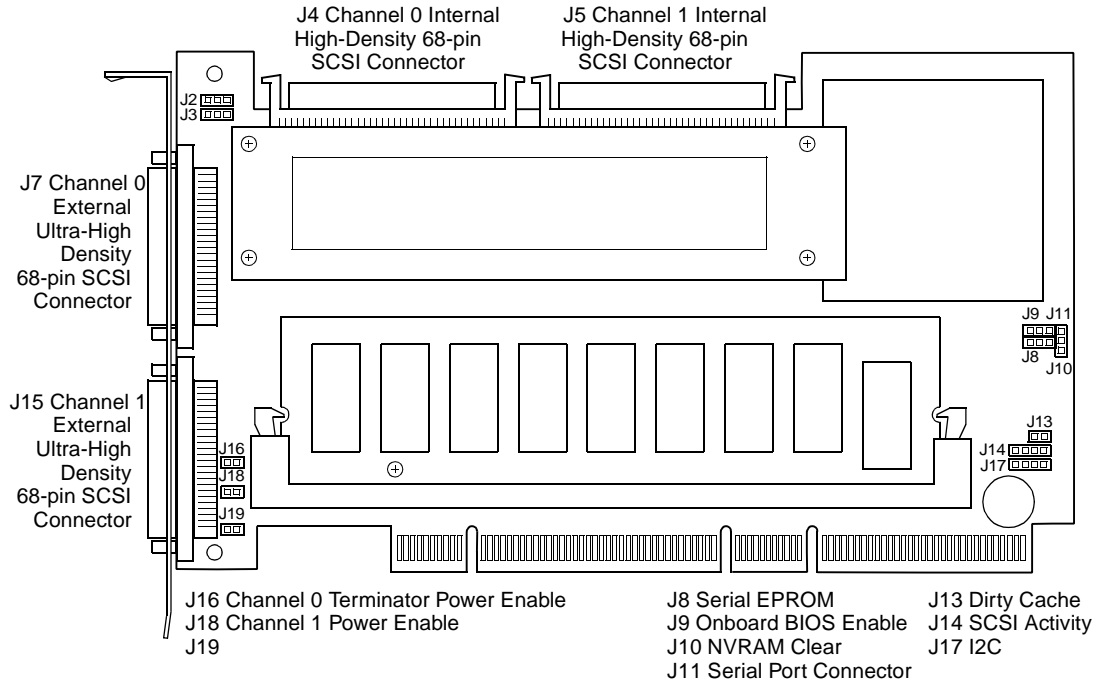 J4 Channel 0 Internal
High-Density 68-pin
SCSI Connector
J5 Channel 1 Internal
High-Density 68-pin
SCSI Connector
J2
J3
J7 Channel 0
External
Ultra-High
Density
68-pin SCSI
Connector
J9 J11
J8
J10
J15 Channel 1
External
Ultra-High
Density
68-pin SCSI
Connector
J16
J18
J19
J13
J14
J17
J16 Channel 0 Terminator Power Enable
J18 Channel 1 Power Enable
J19
J8 Serial EPROM
J9 Onboard BIOS Enable
J10 NVRAM Clear
J11 Serial Port Connector
J13 Dirty Cache
J14 SCSI Activity
J17 I2C